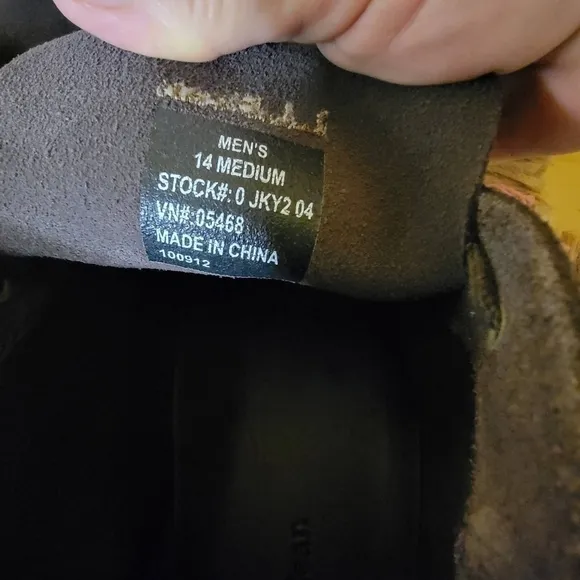 MEN'S
14 MEDIUM
STOCK#: 0 JKY2 04
VN#: 05468
MADE IN CHINA
100912